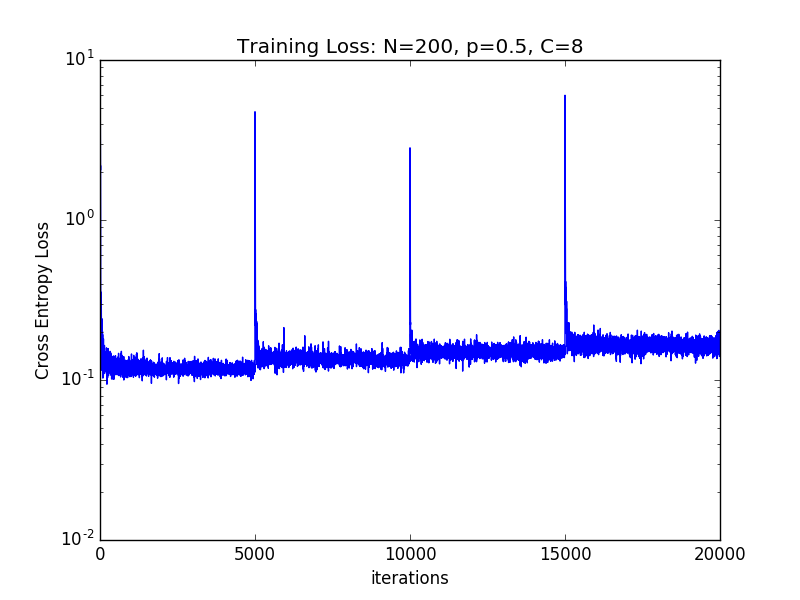 Training Loss: N=200, p=0.5, C=8
10^1
10^0
10^-1
10^-2
Cross Entropy Loss
0 5000 10000 15000 20000
iterations